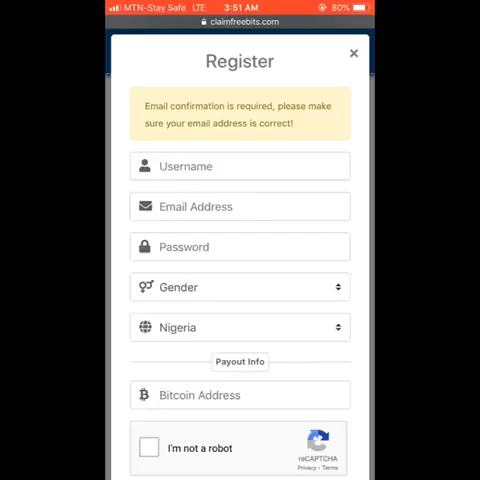 MTN-Stay Safe LTE 3:51 AM 80%
claimfreebits.com
Register
Email confirmation is required, please make
sure your email address is correct!
Username
Email Address
Password
Gender
Nigeria
Payout Info
Bitcoin Address
I'm not a robot
reCAPTCHA
Privacy - Terms